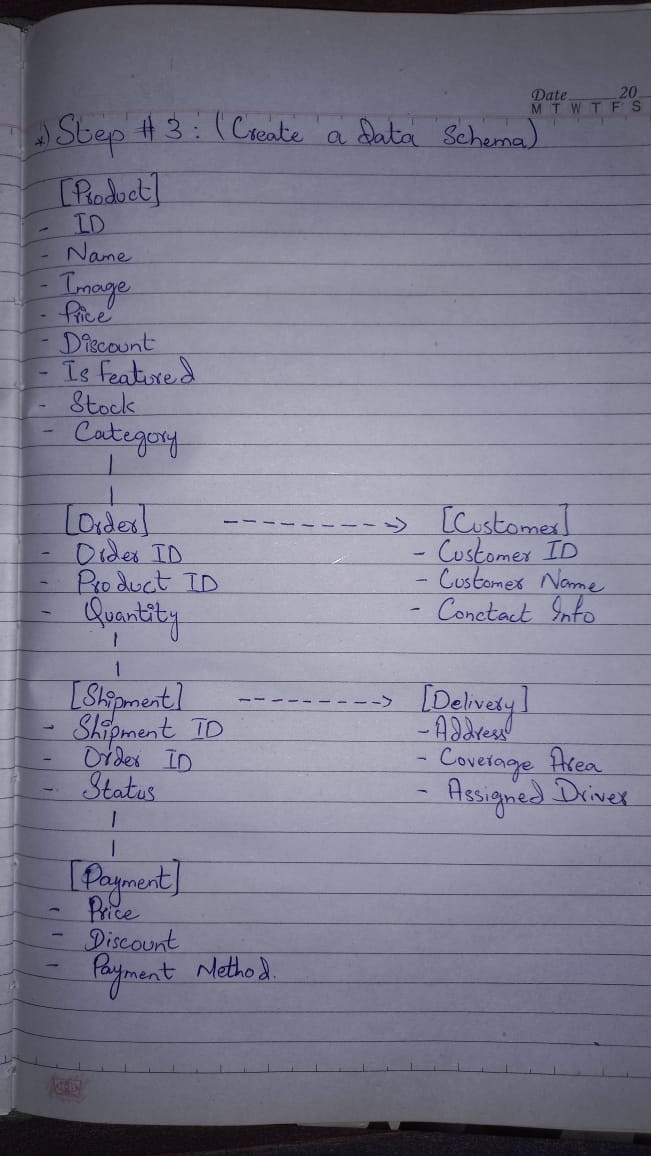 Date 20
M T W T F S
*) Step # 3 : (Create a data Schema)
[Product]
- ID
- Name
- Image
- Price
- Discount
- Is Featured
- Stock
- Category
[Order] ---------> [Customer]
- Order ID - Customer ID
- Product ID - Customer Name
- Quantity - Conctact Info
[Shipment] ---------> [Delivery]
- Shipment ID - Address
- Order ID - Coverage Area
- Status - Assigned Driver
[Payment]
- Price
- Discount
- Payment Method.